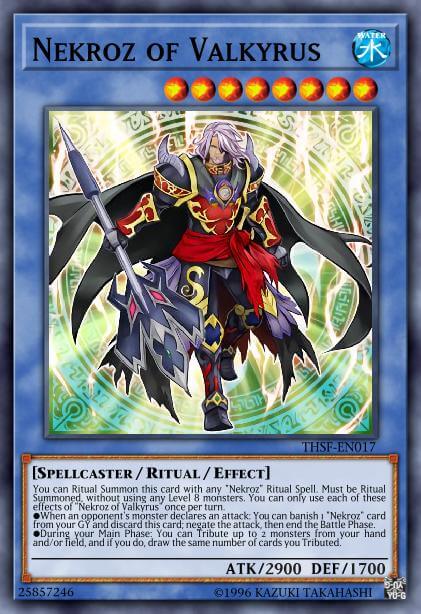 Nekroz of Valkyrus
WATER
水
THSF-EN017
[Spellcaster / Ritual / Effect]
You can Ritual Summon this card with any "Nekroz" Ritual Spell. Must be Ritual
Summoned, without using any Level 8 monsters. You can only use each of these
effects of "Nekroz of Valkyrus" once per turn.
●When an opponent's monster declares an attack: You can banish 1 "Nekroz" card
from your GY and discard this card; negate the attack, then end the Battle Phase.
●During your Main Phase: You can Tribute up to 2 monsters from your hand
and/or field, and if you do, draw the same number of cards you Tributed.
ATK/2900 DEF/1700
25857246
©1996 KAZUKI TAKAHASHI